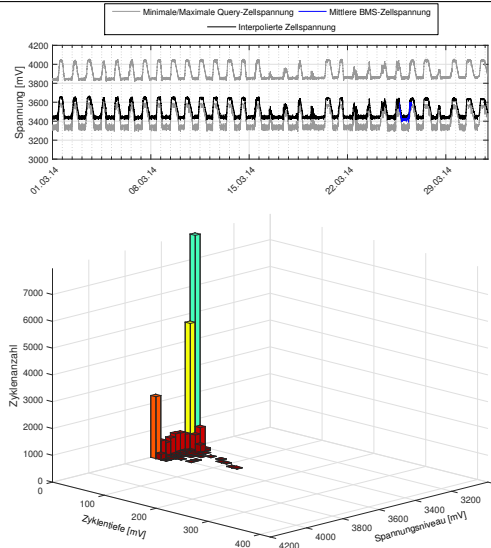 Minimale/Maximale Query-Zellspannung Mittlere BMS-Zellspannung
Interpolierte Zellspannung
4200
4000
3800
3600
3400
3200
3000
Spannung [mV]
01.03.14 08.03.14 15.03.14 22.03.14 29.03.14
7000
6000
5000
4000
3000
2000
1000
0
Zyklenanzahl
0 100 200 300 400
Zyklentiefe [mV]
4200 4000 3800 3600 3400 3200
Spannungsniveau [mV]